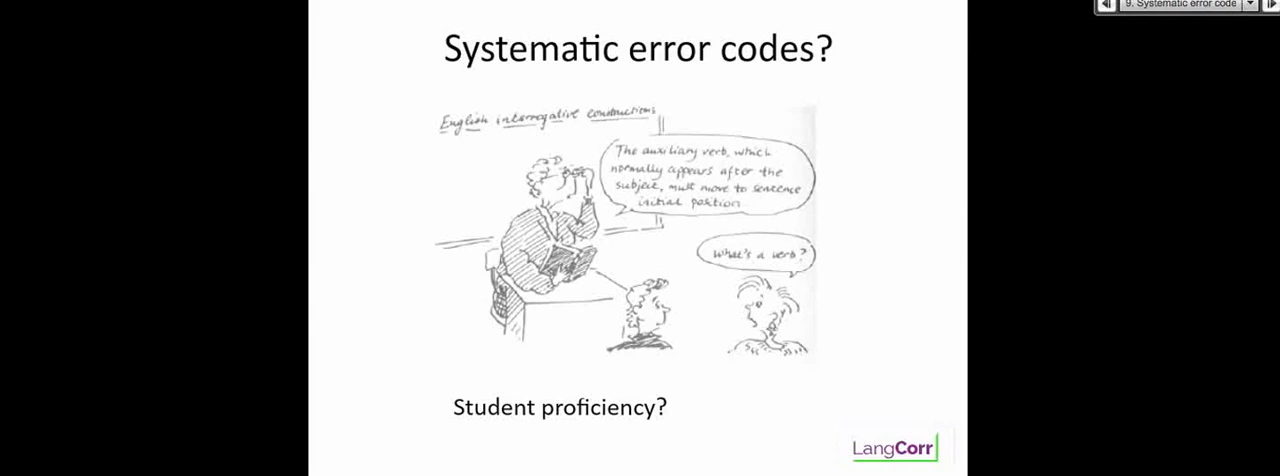 9. Systematic error code
Systematic error codes?
English interrogative constructions
The auxiliary verb, which
normally appears after the
subject, must move to sentence
initial position.
What's a verb?
Student proficiency?
LangCorr